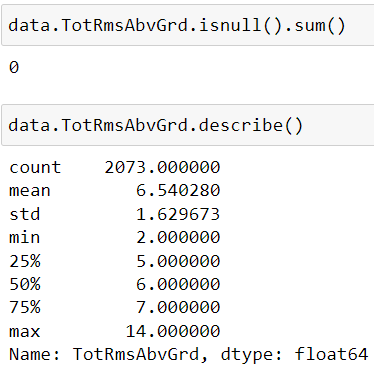 data.TotRmsAbvGrd.isnull().sum()
0
data.TotRmsAbvGrd.describe()
count    2073.000000
mean        6.540280
std         1.629673
min         2.000000
25%         5.000000
50%         6.000000
75%         7.000000
max        14.000000
Name: TotRmsAbvGrd, dtype: float64